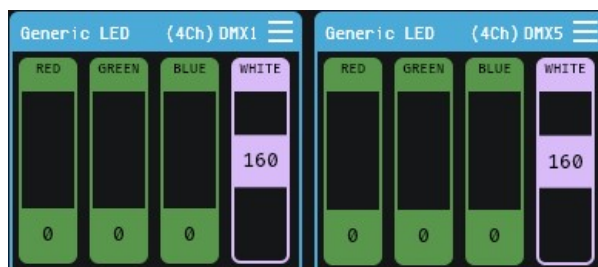 Generic LED (4Ch) DMX1
RED GREEN BLUE WHITE
160
0 0 0
Generic LED (4Ch) DMX5
RED GREEN BLUE WHITE
160
0 0 0